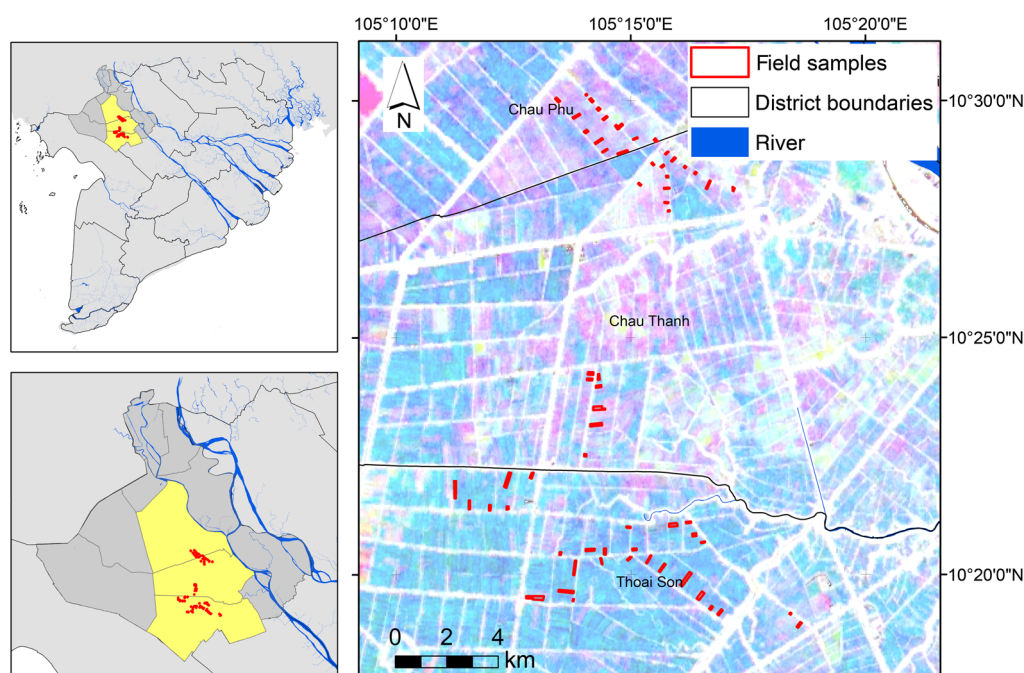 105°10'0"E
105°15'0"E
105°20'0"E
Field samples
District boundaries
River
N
Chau Phu
10°30'0"N
Chau Thanh
10°25'0"N
Thoai Son
10°20'0"N
0 2 4
km